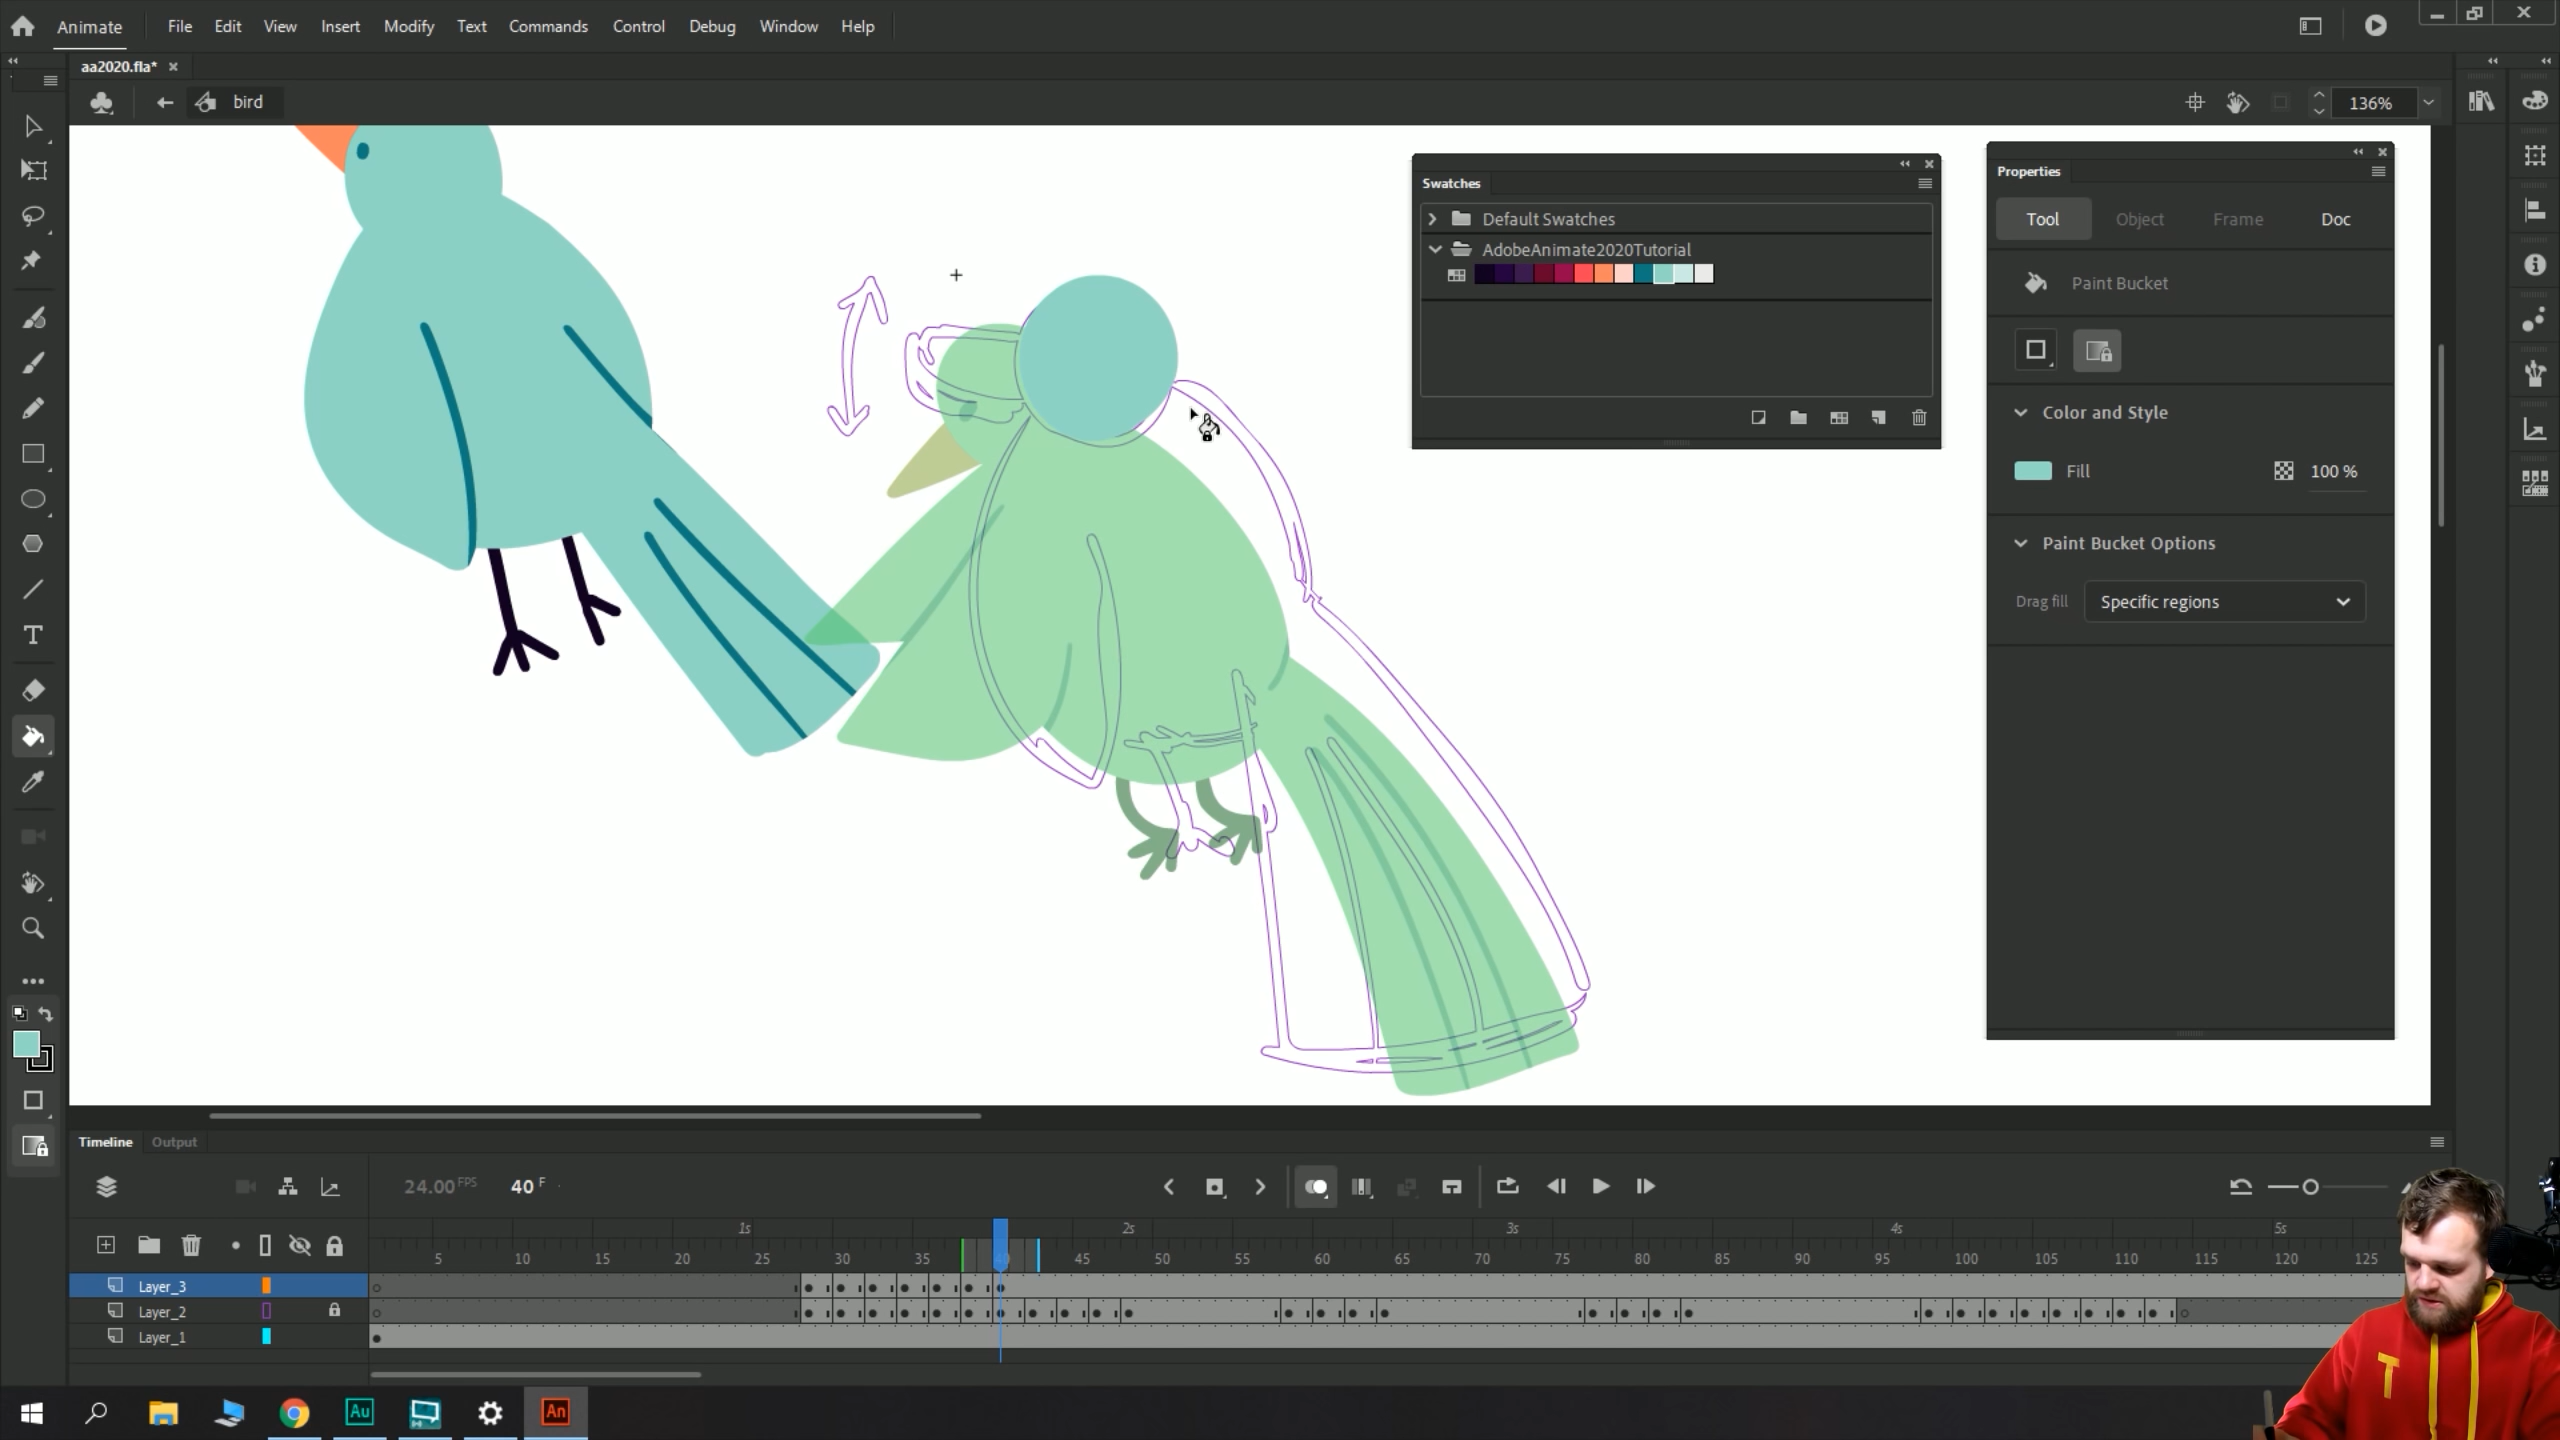 Animate File Edit View Insert Modify Text Commands Control Debug Window Help
aa2020.fla*
bird
136%
Swatches
Default Swatches
AdobeAnimate2020Tutorial
Properties
Tool Object Frame Doc
Paint Bucket
Color and Style
Fill 100 %
Paint Bucket Options
Drag fill Specific regions
Timeline Output
24.00 FPS 40 F
1s 2s 3s 4s 5s
5 10 15 20 25 30 35 40 45 50 55 60 65 70 75 80 85 90 95 100 105 110 115 120 125
Layer_3
Layer_2
Layer_1
Au An
T